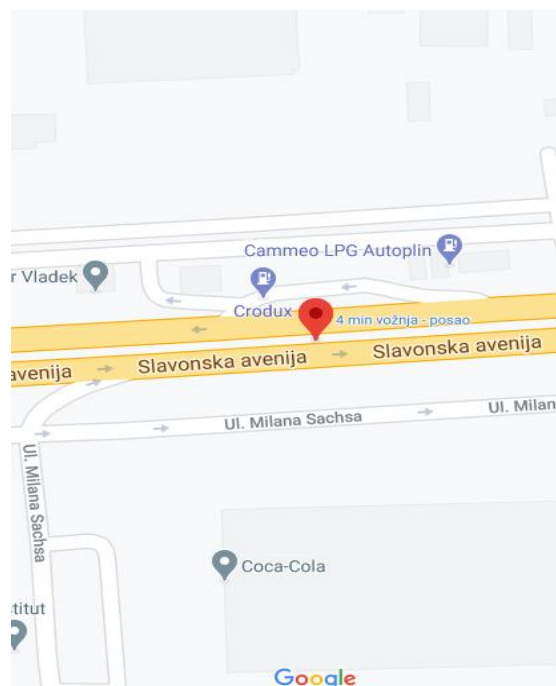 Cammeo LPG Autoplin
r Vladek
Crodux
4 min vožnja - posao
avenija
Slavonska avenija
Slavonska avenija
Ul. Milana Sachsa
Ul. Milan
Ul. Milana Sachsa
Coca-Cola
stitut
Google